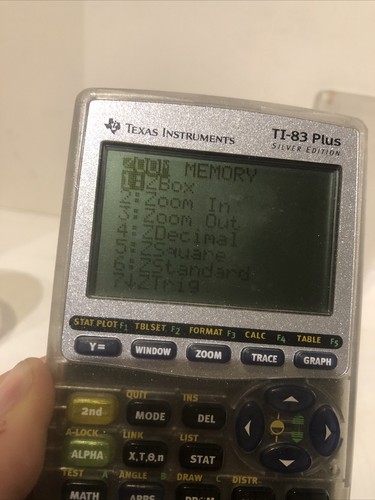 TEXAS INSTRUMENTS
TI-83 Plus
SILVER EDITION
ZOOM MEMORY
1:ZBox
2:Zoom In
3:Zoom Out
4:ZDecimal
5:ZSquare
6:ZStandard
7↓ZTrig
STAT PLOT F1 TBLSET F2 FORMAT F3 CALC F4 TABLE F5
Y= WINDOW ZOOM TRACE GRAPH
QUIT INS
2nd MODE DEL
A-LOCK LINK LIST
ALPHA X,T,θ,n STAT
TEST A ANGLE B DRAW C DISTR
MATH APPS PRGM